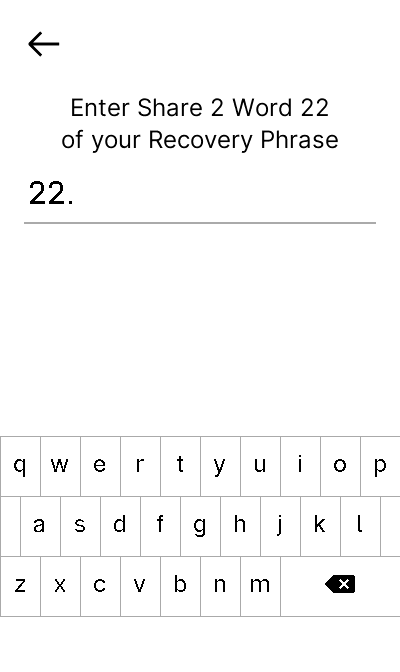 Enter Share 2 Word 22
of your Recovery Phrase
22.
q w e r t y u i o p
a s d f g h j k l
z x c v b n m